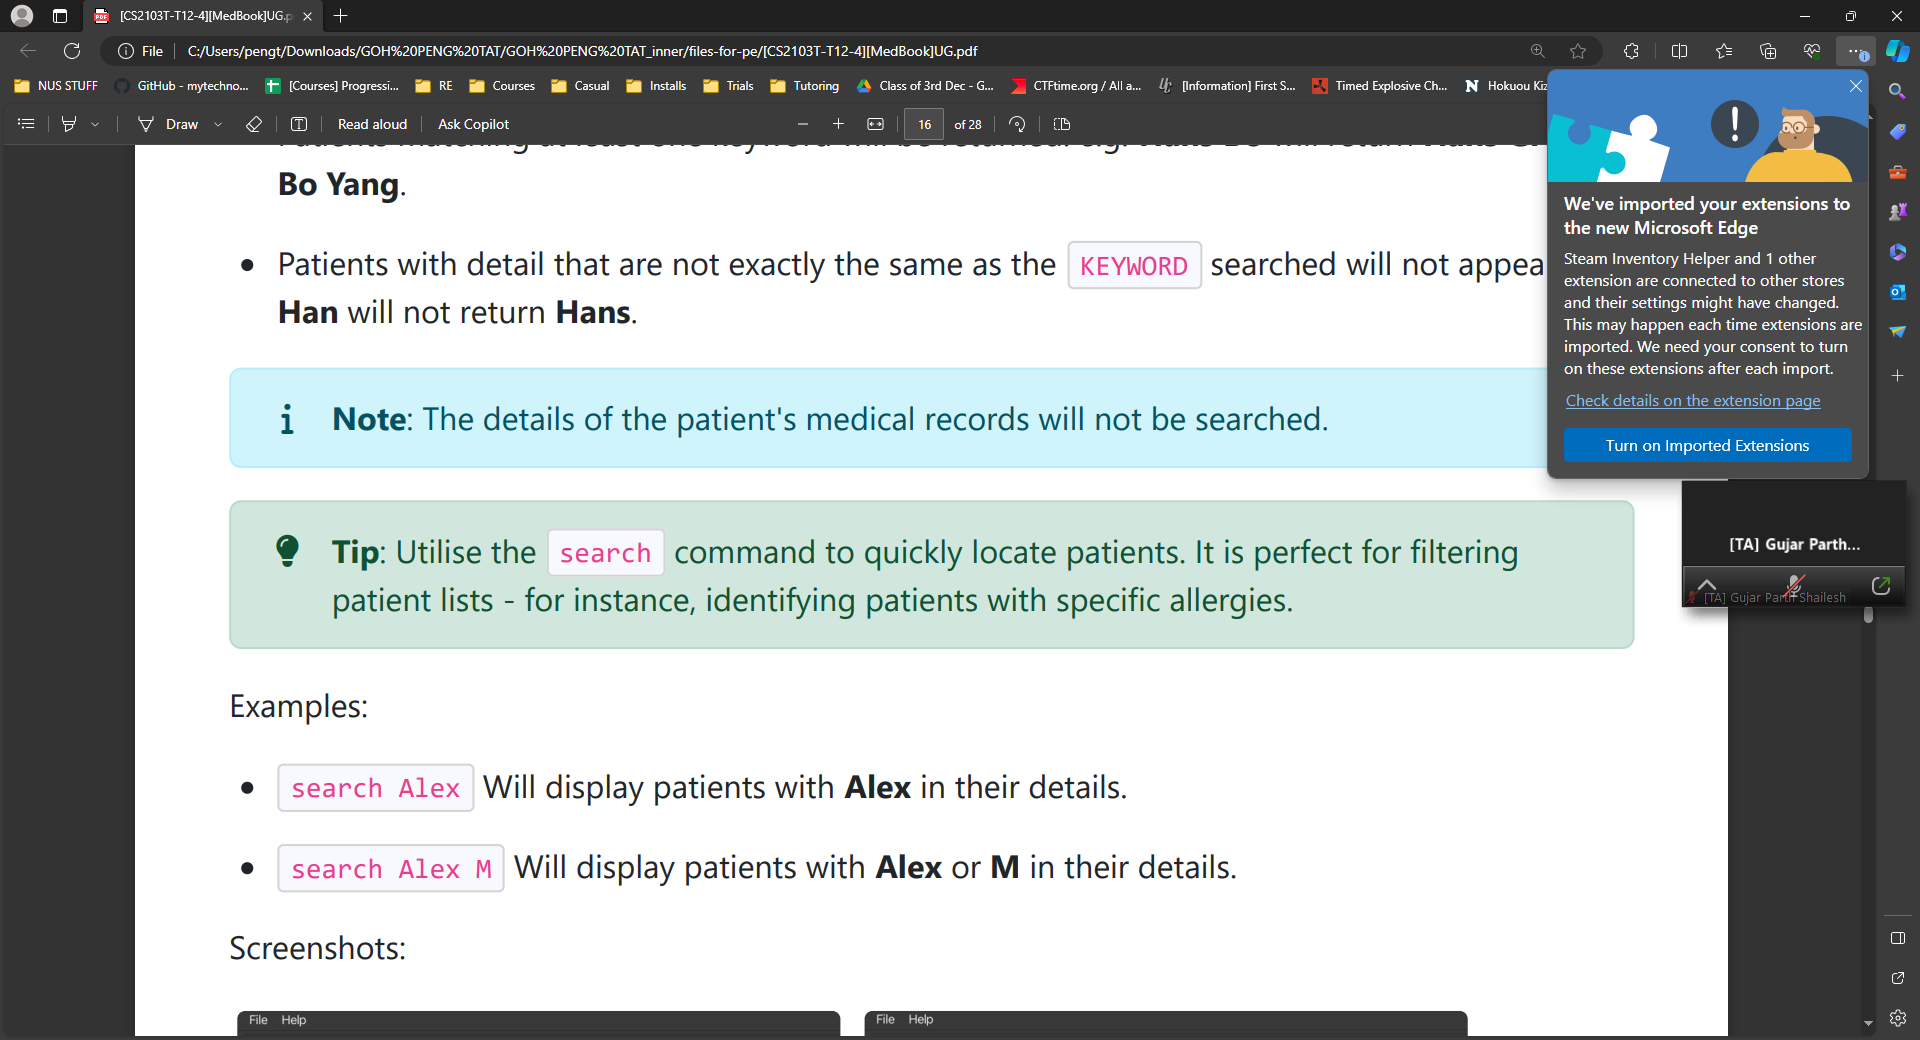 [CS2103T-T12-4][MedBook]UG.p
File
C:/Users/pengt/Downloads/GOH%20PENG%20TAT/GOH%20PENG%20TAT_inner/files-for-pe/[CS2103T-T12-4][MedBook]UG.pdf
NUS STUFF GitHub - mytechno... [Courses] Progressi... RE Courses Casual Installs Trials Tutoring Class of 3rd Dec - G... CTFtime.org / All a... [Information] First S... Timed Explosive Ch... Hokuou Kiz
Draw Read aloud Ask Copilot 16 of 28
Bo Yang.
Patients with detail that are not exactly the same as the KEYWORD searched will not appea
Han will not return Hans.
Note: The details of the patient's medical records will not be searched.
Tip: Utilise the search command to quickly locate patients. It is perfect for filtering
patient lists - for instance, identifying patients with specific allergies.
Examples:
search Alex Will display patients with Alex in their details.
search Alex M Will display patients with Alex or M in their details.
Screenshots:
File Help
File Help
We've imported your extensions to
the new Microsoft Edge
Steam Inventory Helper and 1 other
extension are connected to other stores
and their settings might have changed.
This may happen each time extensions are
imported. We need your consent to turn
on these extensions after each import.
Check details on the extension page
Turn on Imported Extensions
[TA] Gujar Parth...
[TA] Gujar Parth Shailesh